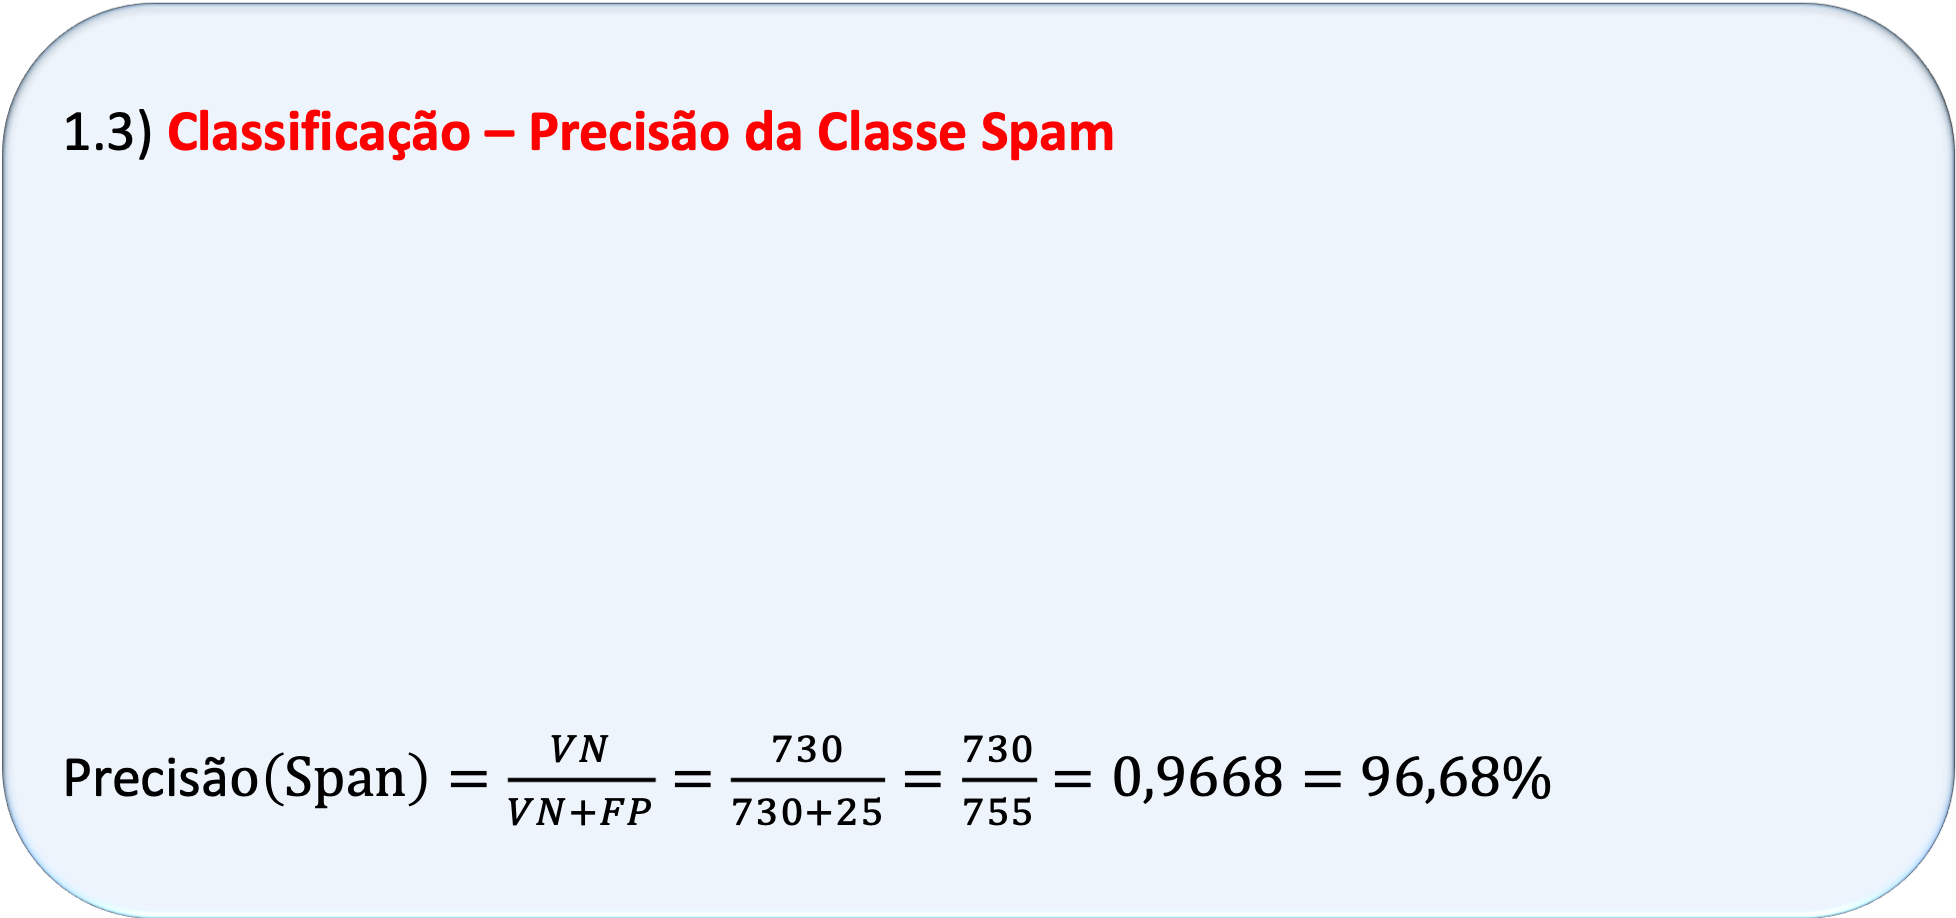 1.3) Classificação – Precisão da Classe Spam
Precisão(Span) = VN/(VN+FP) = 730/(730+25) = 730/755 = 0,9668 = 96,68%